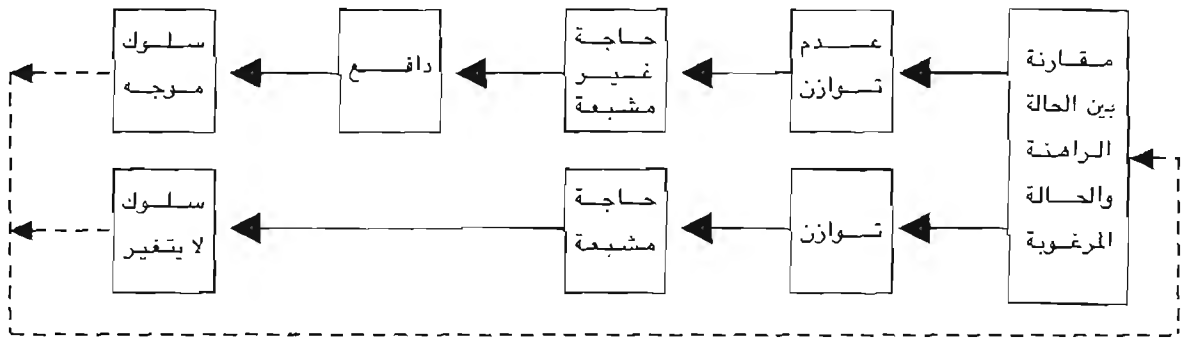 مقارنة
بين الحالة
الراهنة
والحالة
المرغوبة
عدم
توازن
حاجة
غير
مشبعة
دافع
سلوك
موجه
توازن
حاجة
مشبعة
سلوك
لا يتغير